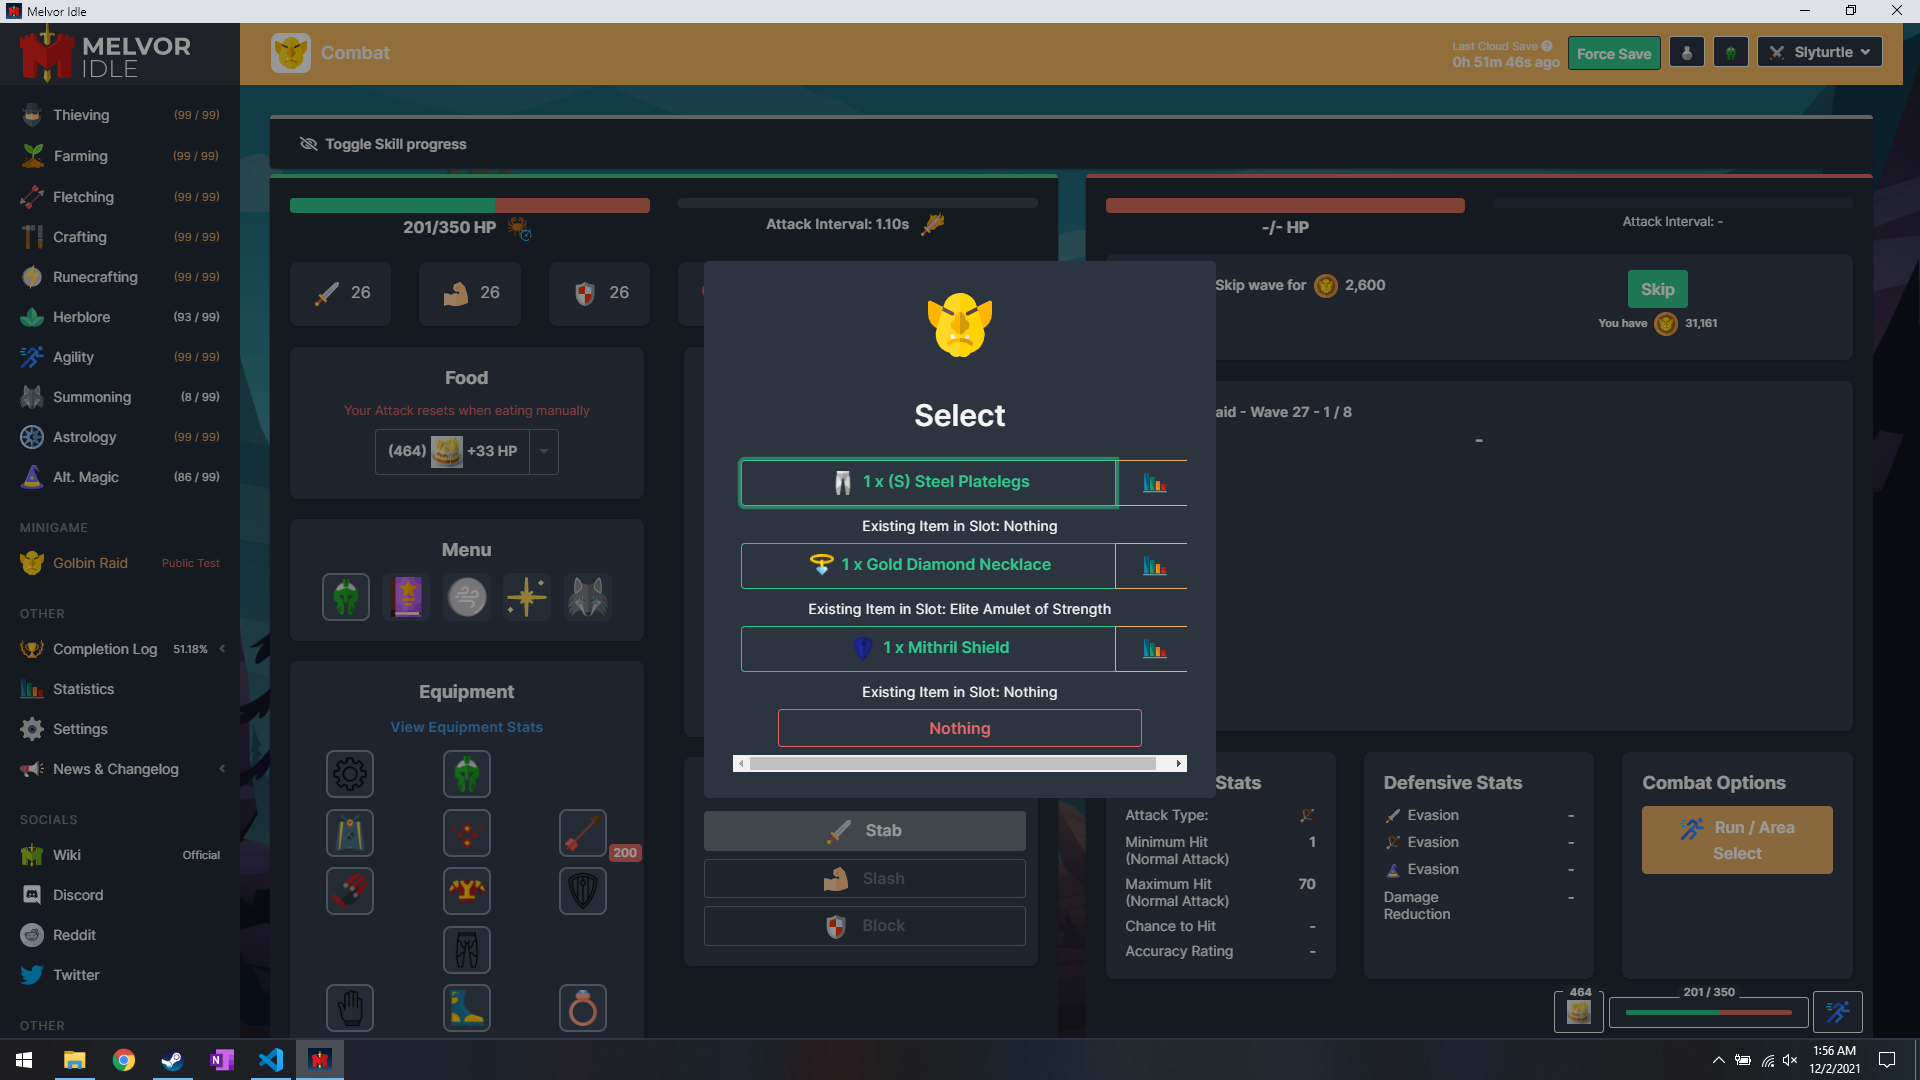 Melvor Idle
MELVOR
IDLE
Combat
Last Cloud Save
0h 51m 46s ago
Force Save
Slyturtle
Thieving (99 / 99)
Farming (99 / 99)
Fletching (99 / 99)
Crafting (99 / 99)
Runecrafting (99 / 99)
Herblore (93 / 99)
Agility (99 / 99)
Summoning (8 / 99)
Astrology (99 / 99)
Alt. Magic (86 / 99)
MINIGAME
Golbin Raid Public Test
OTHER
Completion Log 51.18%
Statistics
Settings
News & Changelog
SOCIALS
Wiki Official
Discord
Reddit
Twitter
OTHER
Toggle Skill progress
201/350 HP
Attack Interval: 1.10s
26
26
26
Food
Your Attack resets when eating manually
(464) +33 HP
Menu
Equipment
View Equipment Stats
200
Select
1 x (S) Steel Platelegs
Existing Item in Slot: Nothing
1 x Gold Diamond Necklace
Existing Item in Slot: Elite Amulet of Strength
1 x Mithril Shield
Existing Item in Slot: Nothing
Nothing
Stab
Slash
Block
-/- HP
Attack Interval: -
Skip wave for 2,600
Skip
You have 31,161
aid - Wave 27 - 1 / 8
-
Stats
Attack Type:
Minimum Hit 1
(Normal Attack)
Maximum Hit 70
(Normal Attack)
Chance to Hit -
Accuracy Rating -
Defensive Stats
Evasion -
Evasion -
Evasion -
Damage -
Reduction
Combat Options
Run / Area
Select
464
201 / 350
1:56 AM
12/2/2021